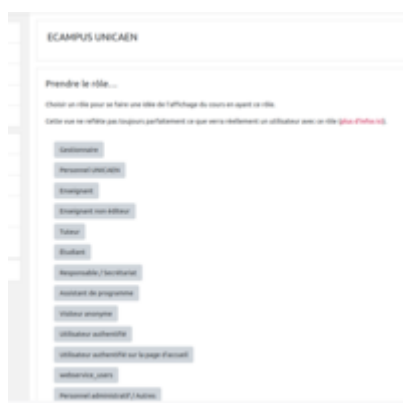 ECAMPUS UNICAEN
Prendre le rôle...
Choisir un rôle pour se faire une idée de l'affichage du cours en ayant ce rôle.
Cette vue ne reflète pas toujours parfaitement ce que verra réellement un utilisateur avec ce rôle (plus d'infos ici).
Gestionnaire
Personnel UNICAEN
Enseignant
Enseignant non-éditeur
Tuteur
Étudiant
Responsable / Secrétariat
Assistant de programme
Visiteur anonyme
Utilisateur authentifié
Utilisateur authentifié sur la page d'accueil
webservice_users
Personnel administratif / Autres